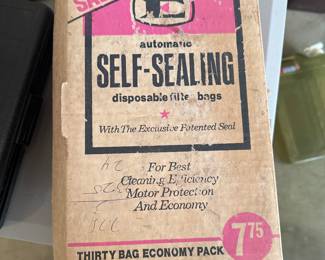 SA
automatic
SELF-SEALING
disposable filter bags
With The Exclusive Patented Seal
For Best
Cleaning Efficiency
Motor Protection
And Economy
THIRTY BAG ECONOMY PACK
7 75